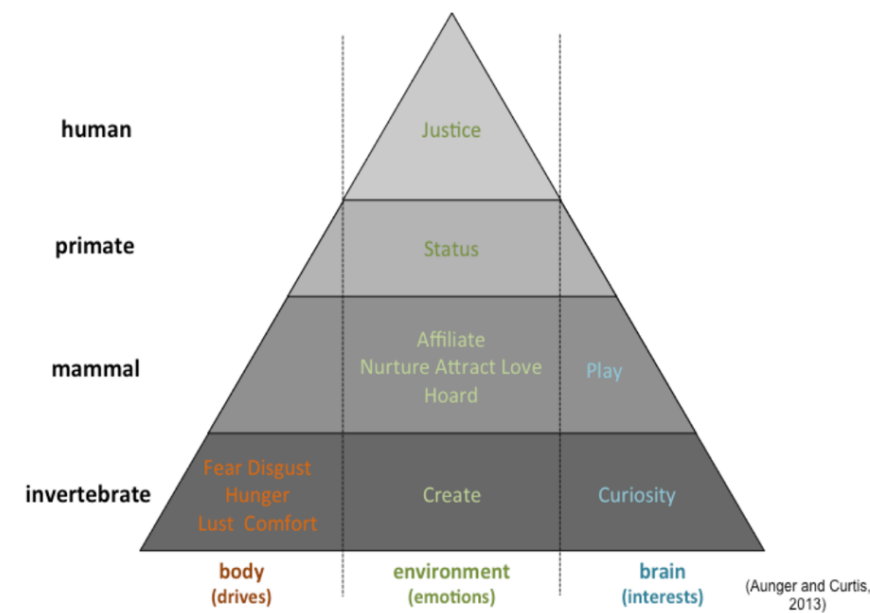 human
Justice
primate
Status
mammal
Affiliate
Nurture Attract Love
Hoard
Play
invertebrate
Fear Disgust
Hunger
Lust Comfort
Create
Curiosity
body
(drives)
environment
(emotions)
brain
(interests)
(Aunger and Curtis,
2013)